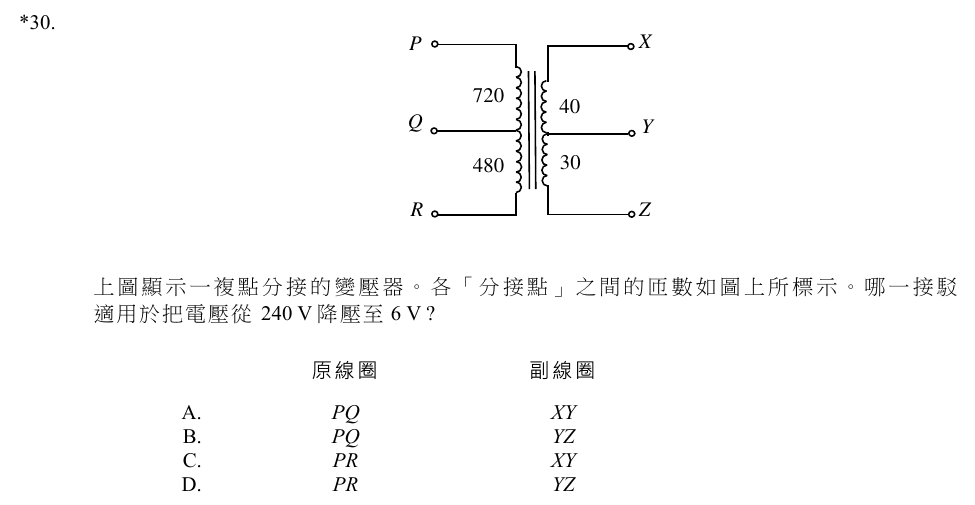 *30.
P X
720 40
Q Y
480 30
R Z
上圖顯示一複點分接的變壓器。各「分接點」之間的匝數如圖上所標示。哪一接駁
適用於把電壓從 240 V 降壓至 6 V?
原線圈 副線圈
A. PQ XY
B. PQ YZ
C. PR XY
D. PR YZ